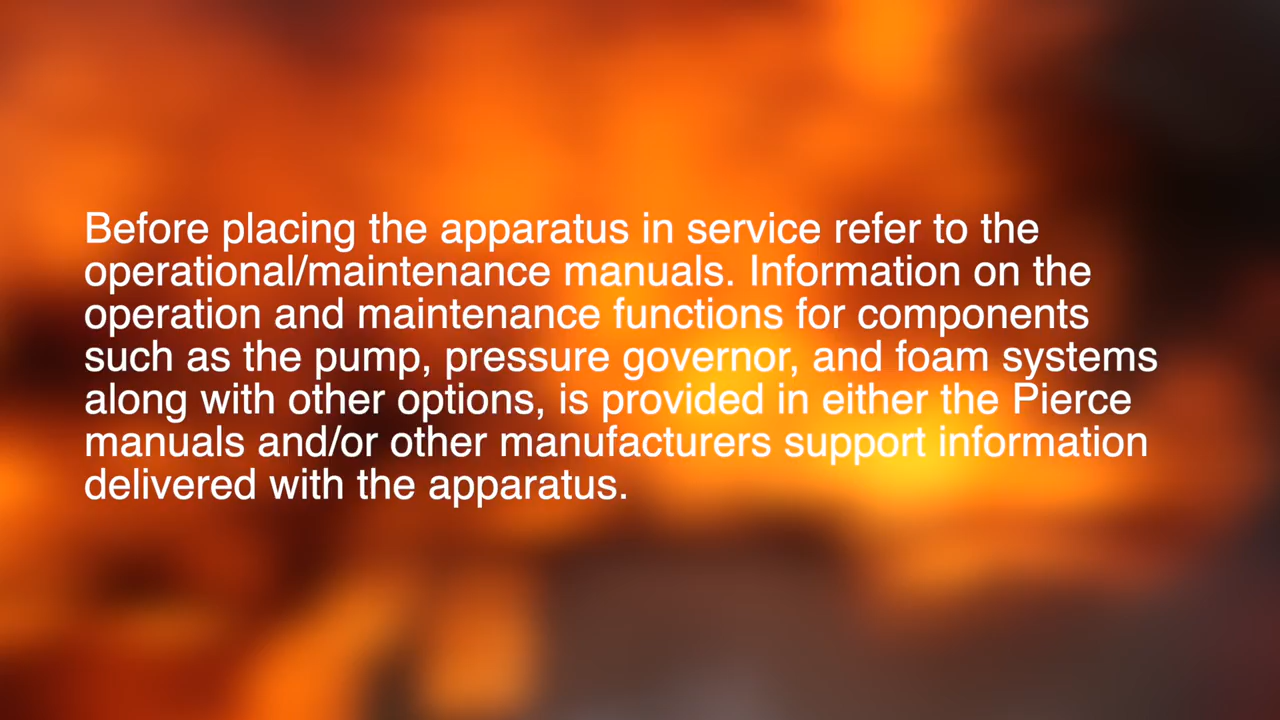 Before placing the apparatus in service refer to the
operational/maintenance manuals. Information on the
operation and maintenance functions for components
such as the pump, pressure governor, and foam systems
along with other options, is provided in either the Pierce
manuals and/or other manufacturers support information
delivered with the apparatus.